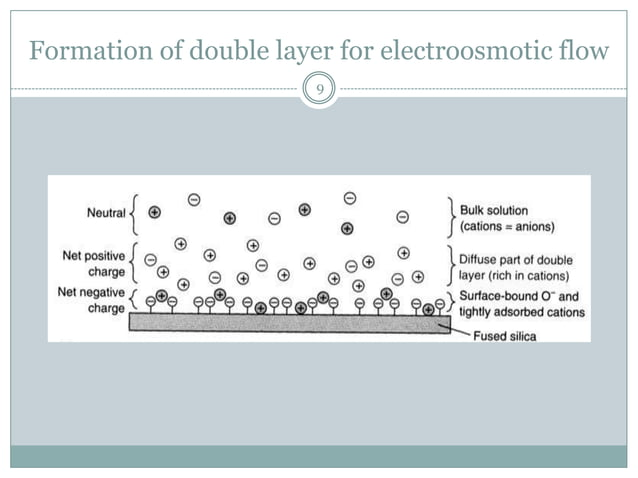 Formation of double layer for electroosmotic flow
9
Neutral
Net positive
charge
Net negative
charge
Bulk solution
(cations = anions)
Diffuse part of double
layer (rich in cations)
Surface-bound O⁻ and
tightly adsorbed cations
Fused silica